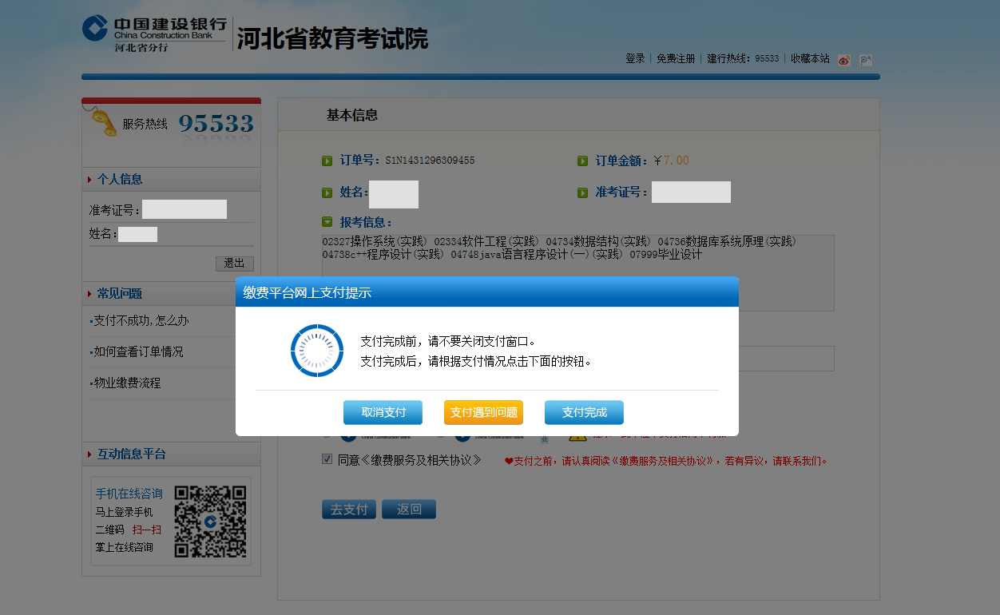 中国建设银行
China Construction Bank
河北省分行
河北省教育考试院
登录 | 免费注册 | 建行热线：95533 | 收藏本站
服务热线 95533
个人信息
准考证号：
姓名：
退出
常见问题
·支付不成功,怎么办
·如何查看订单情况
·物业缴费流程
互动信息平台
手机在线咨询
马上登录手机
二维码 扫一扫
掌上在线咨询
基本信息
订单号：S1N1431296309455
订单金额：￥7.00
姓名：
准考证号：
报考信息：
02327操作系统(实践) 02334软件工程(实践) 04734数据结构(实践) 04736数据库系统原理(实践)
04738c++程序设计(实践) 04748java语言程序设计(一)(实践) 07999毕业设计
缴费平台网上支付提示
支付完成前，请不要关闭支付窗口。
支付完成后，请根据支付情况点击下面的按钮。
取消支付
支付遇到问题
支付完成
同意《缴费服务及相关协议》
❤支付之前，请认真阅读《缴费服务及相关协议》，若有异议，请联系我们。
去支付
返回